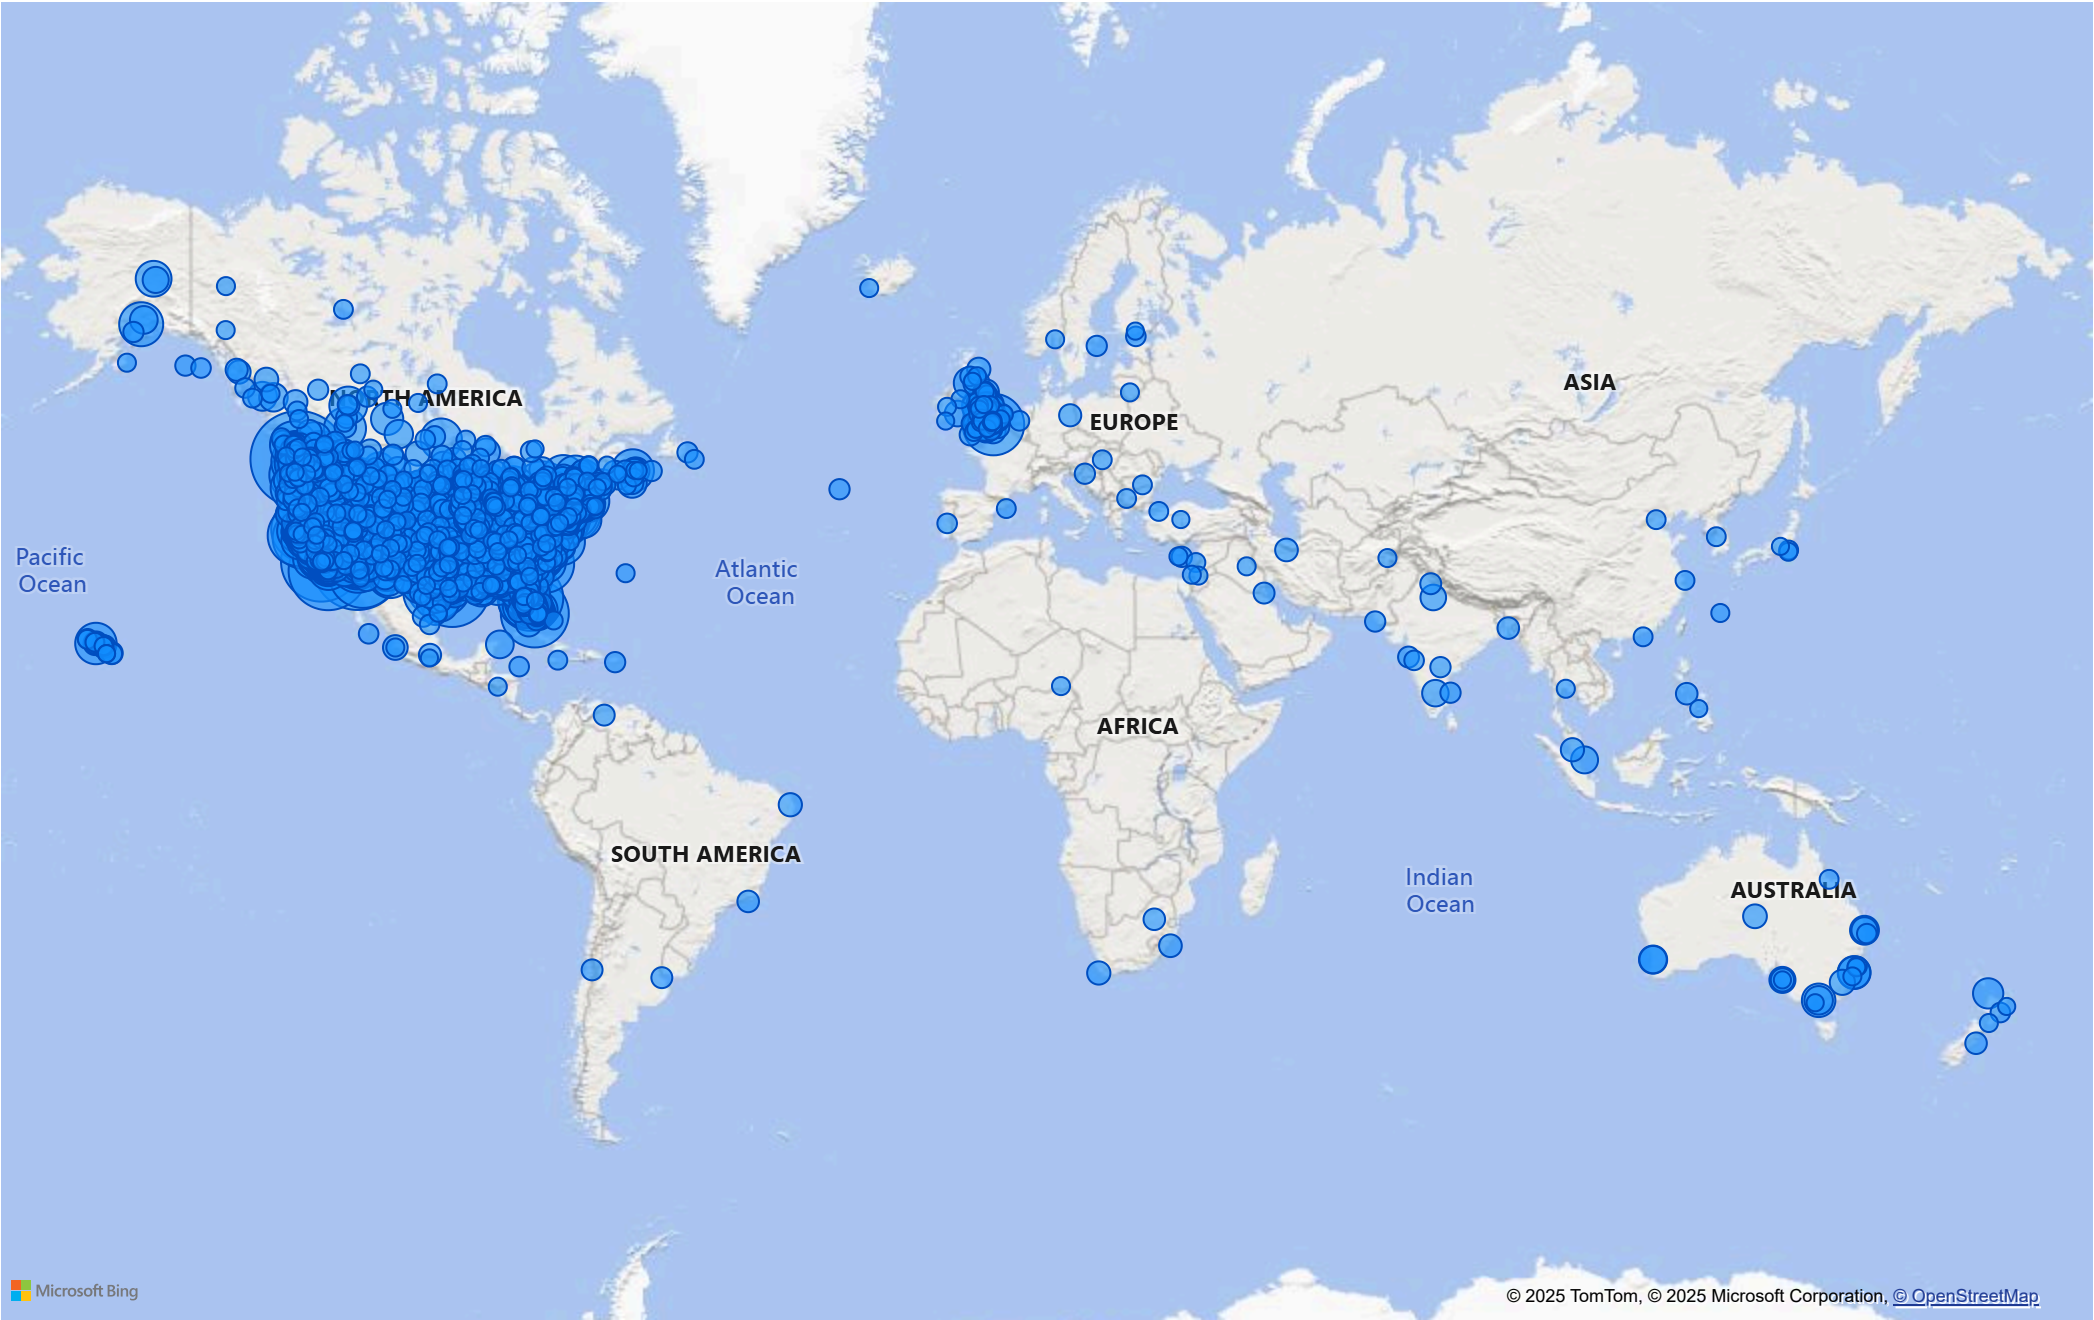 ASIA
NORTH AMERICA
EUROPE
Pacific
Ocean
Atlantic
Ocean
AFRICA
SOUTH AMERICA
Indian
Ocean
AUSTRALIA
Microsoft Bing
© 2025 TomTom, © 2025 Microsoft Corporation, © OpenStreetMap